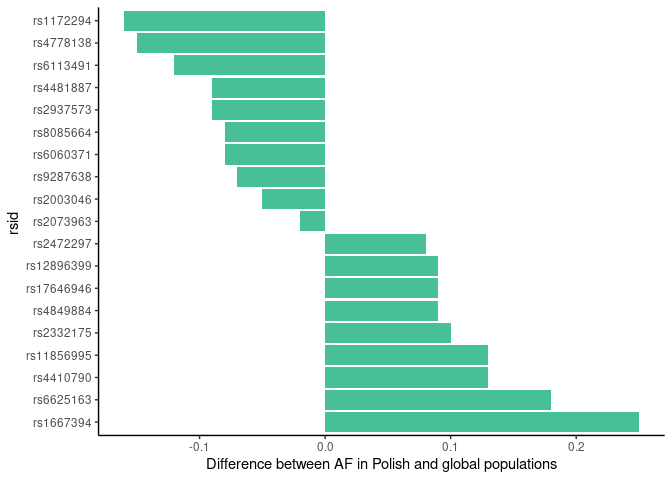 rs1172294
rs4778138
rs6113491
rs4481887
rs2937573
rs8085664
rs6060371
rs9287638
rs2003046
rs2073963
rs2472297
rs12896399
rs17646946
rs4849884
rs2332175
rs11856995
rs4410790
rs6625163
rs1667394
rsid
-0.1 0.0 0.1 0.2
Difference between AF in Polish and global populations